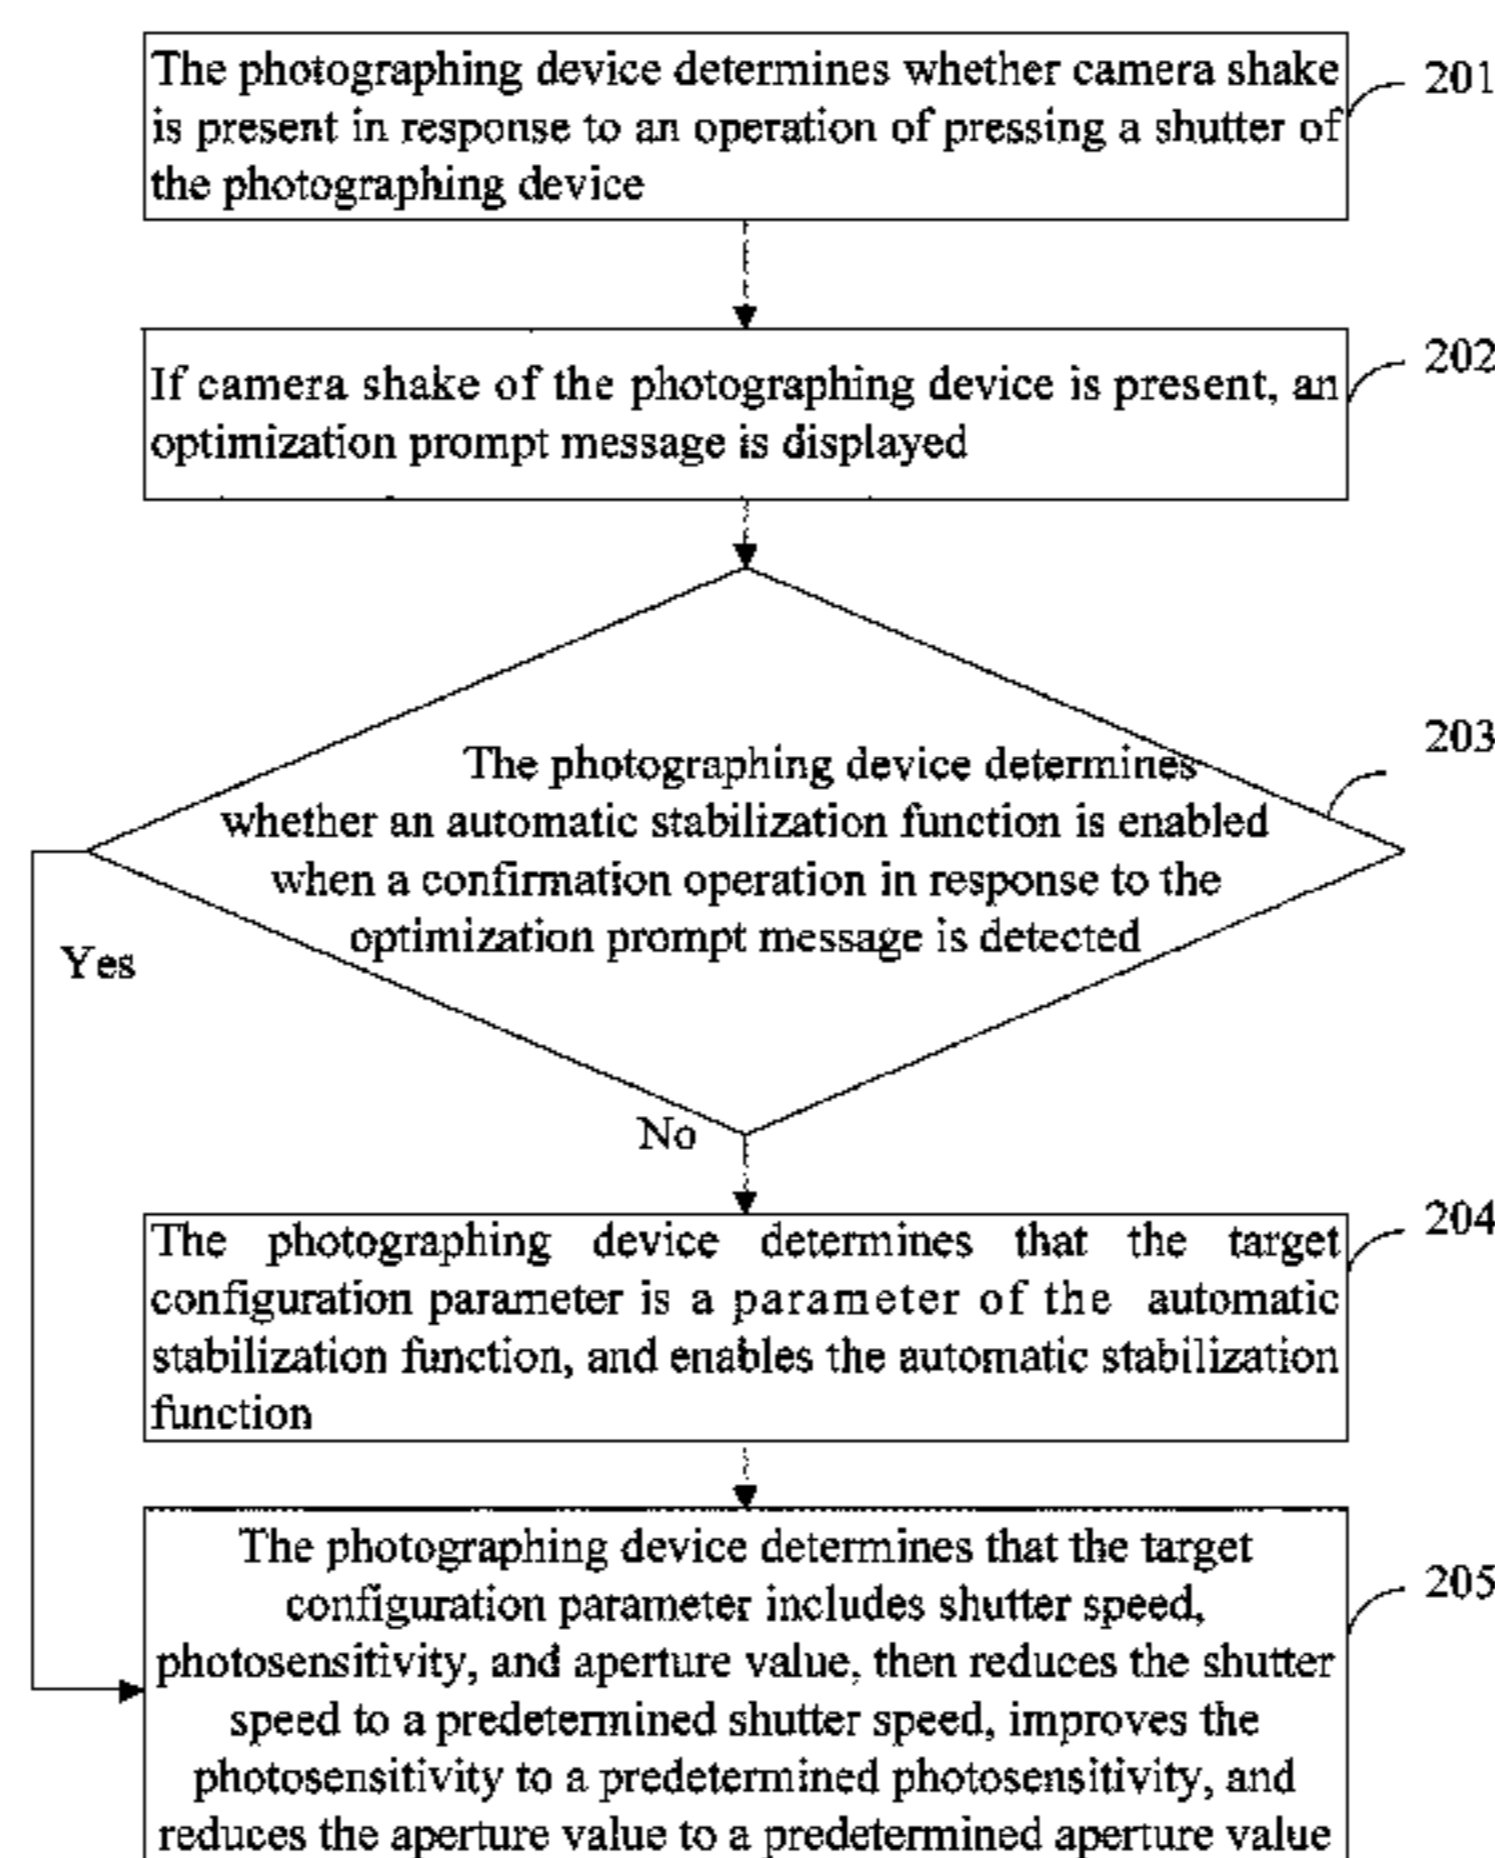 The photographing device determines whether camera shake
is present in response to an operation of pressing a shutter of
the photographing device
201
If camera shake of the photographing device is present, an
optimization prompt message is displayed
202
The photographing device determines
whether an automatic stabilization function is enabled
when a confirmation operation in response to the
optimization prompt message is detected
203
Yes
No
The photographing device determines that the target
configuration parameter is a parameter of the automatic
stabilization function, and enables the automatic stabilization
function
204
The photographing device determines that the target
configuration parameter includes shutter speed,
photosensitivity, and aperture value, then reduces the shutter
speed to a predetermined shutter speed, improves the
photosensitivity to a predetermined photosensitivity, and
reduces the aperture value to a predetermined aperture value
205